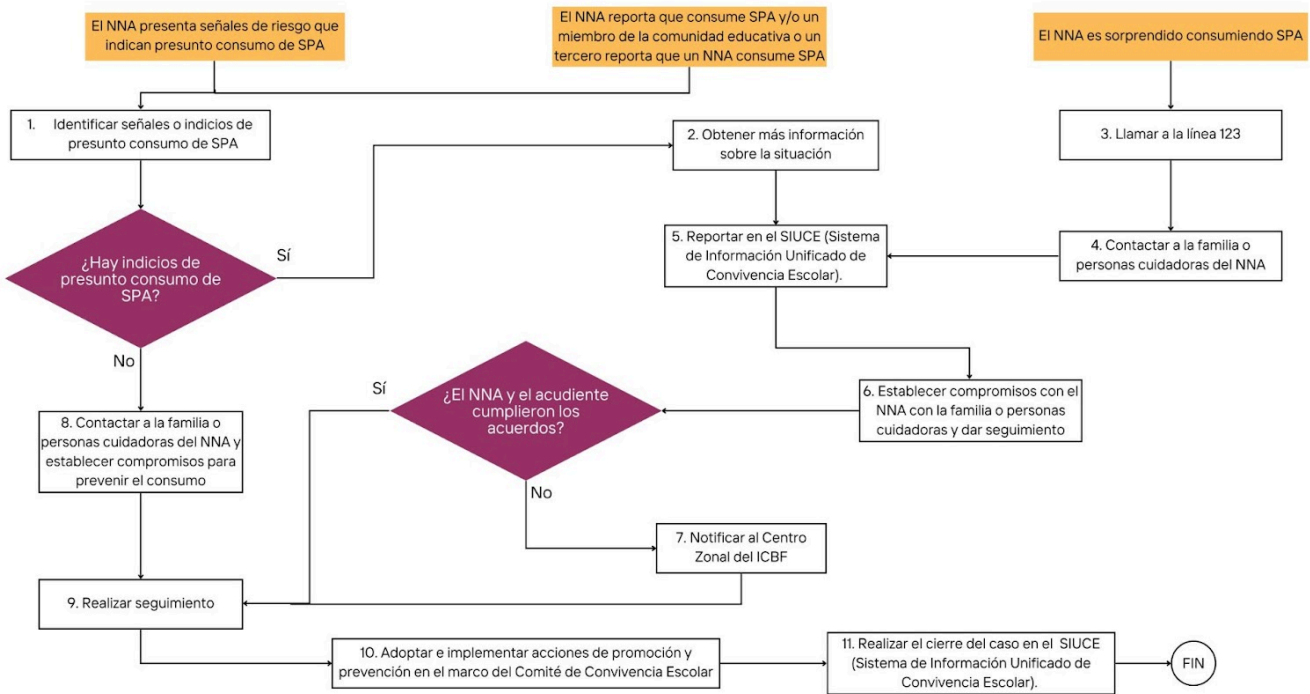 El NNA presenta señales de riesgo que
indican presunto consumo de SPA
El NNA reporta que consume SPA y/o un
miembro de la comunidad educativa o un
tercero reporta que un NNA consume SPA
El NNA es sorprendido consumiendo SPA
1. Identificar señales o indicios de
presunto consumo de SPA
2. Obtener más información
sobre la situación
3. Llamar a la línea 123
¿Hay indicios de
presunto consumo de
SPA?
Sí
No
5. Reportar en el SIUCE (Sistema
de Información Unificado de
Convivencia Escolar).
4. Contactar a la familia o
personas cuidadoras del NNA
¿El NNA y el acudiente
cumplieron los
acuerdos?
Sí
No
6. Establecer compromisos con el
NNA con la familia o personas
cuidadoras y dar seguimiento
8. Contactar a la familia o
personas cuidadoras del NNA y
establecer compromisos para
prevenir el consumo
7. Notificar al Centro
Zonal del ICBF
9. Realizar seguimiento
10. Adoptar e implementar acciones de promoción y
prevención en el marco del Comité de Convivencia Escolar
11. Realizar el cierre del caso en el SIUCE
(Sistema de Información Unificado de
Convivencia Escolar).
FIN